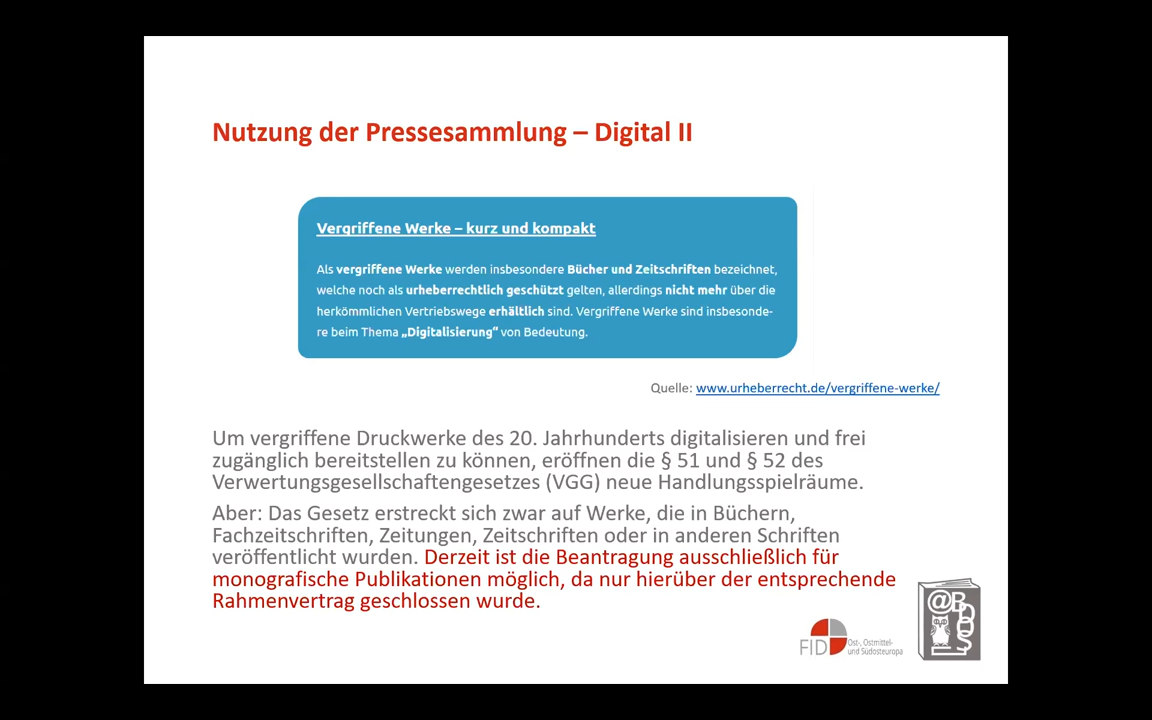 Nutzung der Pressesammlung – Digital II
Vergriffene Werke – kurz und kompakt
Als vergriffene Werke werden insbesondere Bücher und Zeitschriften bezeichnet,
welche noch als urheberrechtlich geschützt gelten, allerdings nicht mehr über die
herkömmlichen Vertriebswege erhältlich sind. Vergriffene Werke sind insbesonde-
re beim Thema „Digitalisierung“ von Bedeutung.
Quelle: www.urheberrecht.de/vergriffene-werke/
Um vergriffene Druckwerke des 20. Jahrhunderts digitalisieren und frei
zugänglich bereitstellen zu können, eröffnen die § 51 und § 52 des
Verwertungsgesellschaftengesetzes (VGG) neue Handlungsspielräume.
Aber: Das Gesetz erstreckt sich zwar auf Werke, die in Büchern,
Fachzeitschriften, Zeitungen, Zeitschriften oder in anderen Schriften
veröffentlicht wurden. Derzeit ist die Beantragung ausschließlich für
monografische Publikationen möglich, da nur hierüber der entsprechende
Rahmenvertrag geschlossen wurde.
FID Ost-, Ostmittel-
und Südosteuropa
@BDOS